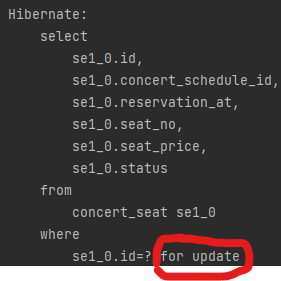 Hibernate:
select
se1_0.id,
se1_0.concert_schedule_id,
se1_0.reservation_at,
se1_0.seat_no,
se1_0.seat_price,
se1_0.status
from
concert_seat se1_0
where
se1_0.id=? for update